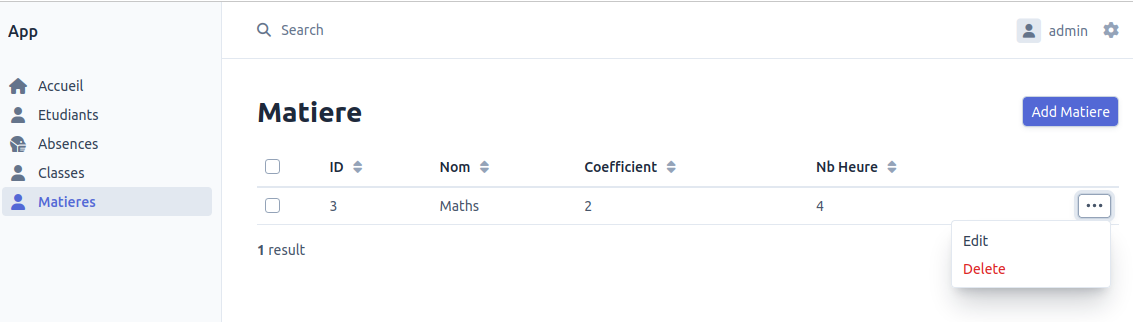 App
Search
admin
Accueil
Etudiants
Absences
Classes
Matieres
Matiere
Add Matiere
ID Nom Coefficient Nb Heure
3 Maths 2 4
1 result
Edit
Delete